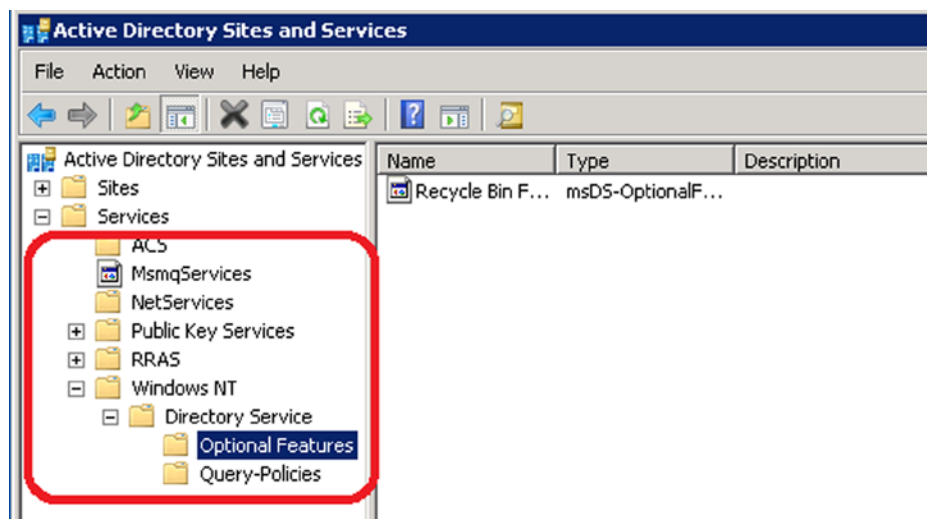 Active Directory Sites and Services
File Action View Help
Active Directory Sites and Services
Name Type Description
Sites
Recycle Bin F... msDS-OptionalF...
Services
ACS
MsmqServices
NetServices
Public Key Services
RRAS
Windows NT
Directory Service
Optional Features
Query-Policies